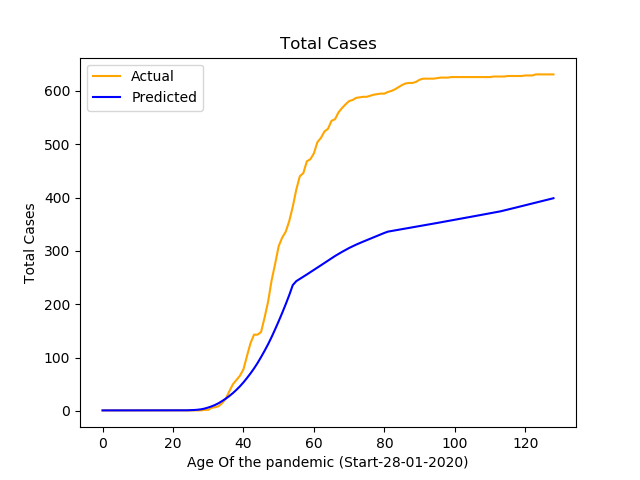 Total Cases
Actual
Predicted
600
500
400
300
200
100
0
Total Cases
0 20 40 60 80 100 120
Age Of the pandemic (Start-28-01-2020)